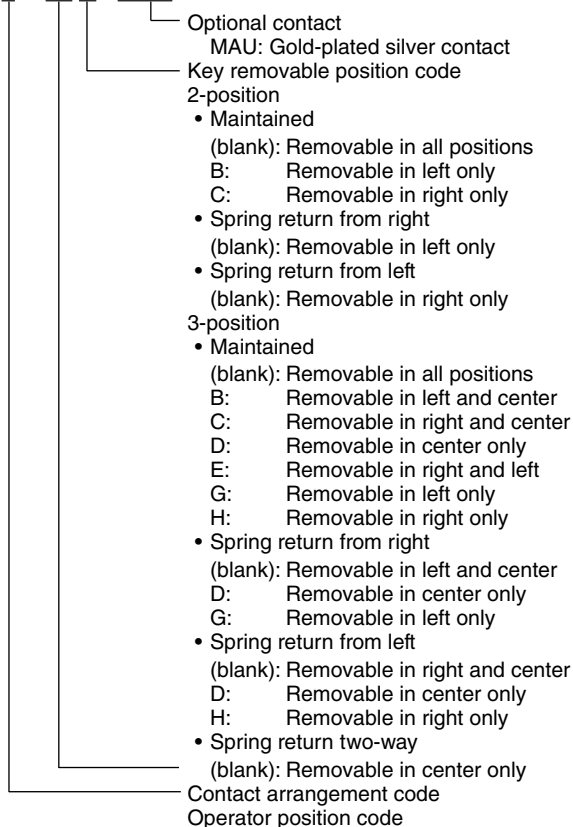 Optional contact
MAU: Gold-plated silver contact
Key removable position code
2-position
• Maintained
(blank): Removable in all positions
B: Removable in left only
C: Removable in right only
• Spring return from right
(blank): Removable in left only
• Spring return from left
(blank): Removable in right only
3-position
• Maintained
(blank): Removable in all positions
B: Removable in left and center
C: Removable in right and center
D: Removable in center only
E: Removable in right and left
G: Removable in left only
H: Removable in right only
• Spring return from right
(blank): Removable in left and center
D: Removable in center only
G: Removable in left only
• Spring return from left
(blank): Removable in right and center
D: Removable in center only
H: Removable in right only
• Spring return two-way
(blank): Removable in center only
Contact arrangement code
Operator position code